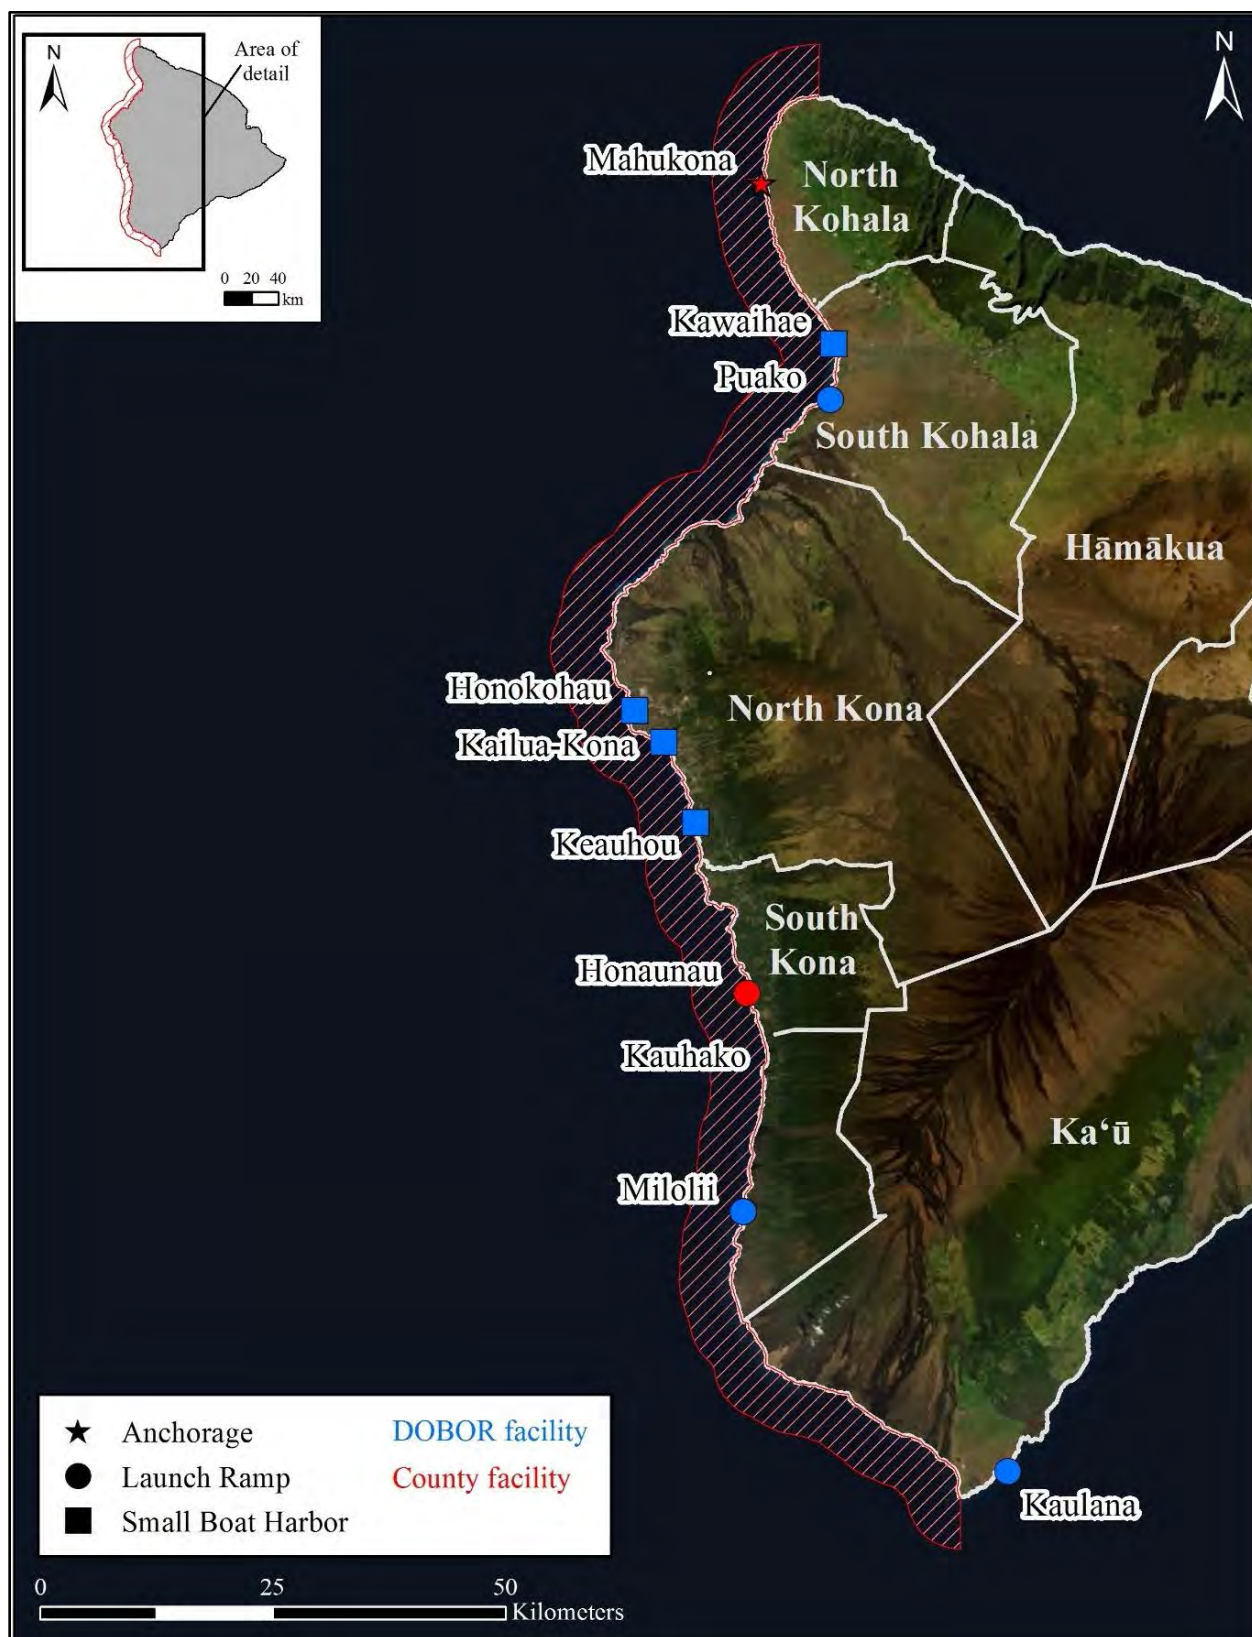 N
Area of
detail
0 20 40
km
N
Mahukona
North
Kohala
Kawaihae
Puako
South Kohala
Hāmākua
Honokohau
North Kona
Kailua-Kona
Keauhou
South
Kona
Honaunau
Kauhako
Kaʻū
Milolii
Kaulana
Anchorage
DOBOR facility
Launch Ramp
County facility
Small Boat Harbor
0 25 50
Kilometers